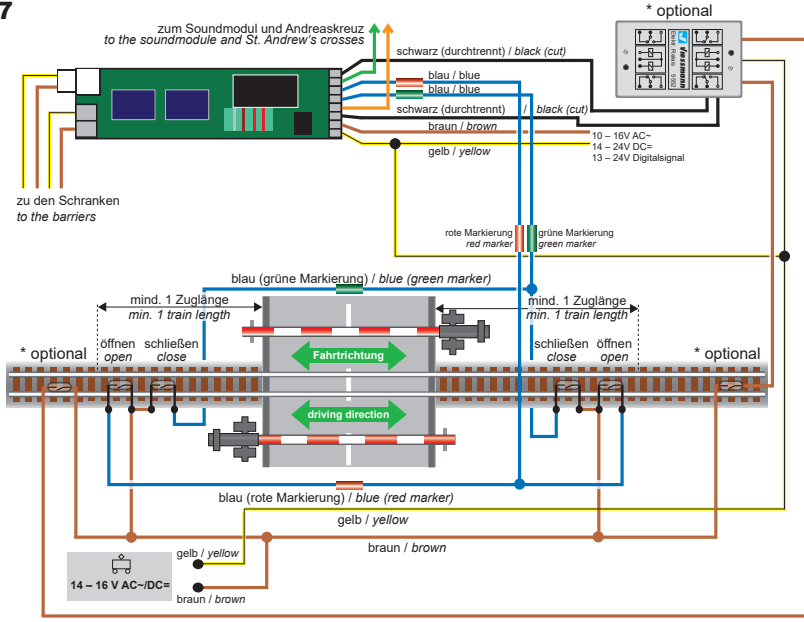 7
* optional
zum Soundmodul und Andreaskreuz
to the soundmodule and St. Andrew's crosses
schwarz (durchtrennt) / black (cut)
blau / blue
blau / blue
schwarz (durchtrennt) / black (cut)
braun / brown
gelb / yellow
viessmann
Elektr. Relais 5552
10 – 16V AC~
14 – 24V DC=
13 – 24V Digitalsignal
zu den Schranken
to the barriers
rote Markierung
red marker
grüne Markierung
green marker
blau (grüne Markierung) / blue (green marker)
mind. 1 Zuglänge
min. 1 train length
mind. 1 Zuglänge
min. 1 train length
* optional
öffnen
open
schließen
close
Fahrtrichtung
driving direction
schließen
close
öffnen
open
* optional
blau (rote Markierung) / blue (red marker)
gelb / yellow
braun / brown
gelb / yellow
14 – 16 V AC~/DC=
braun / brown